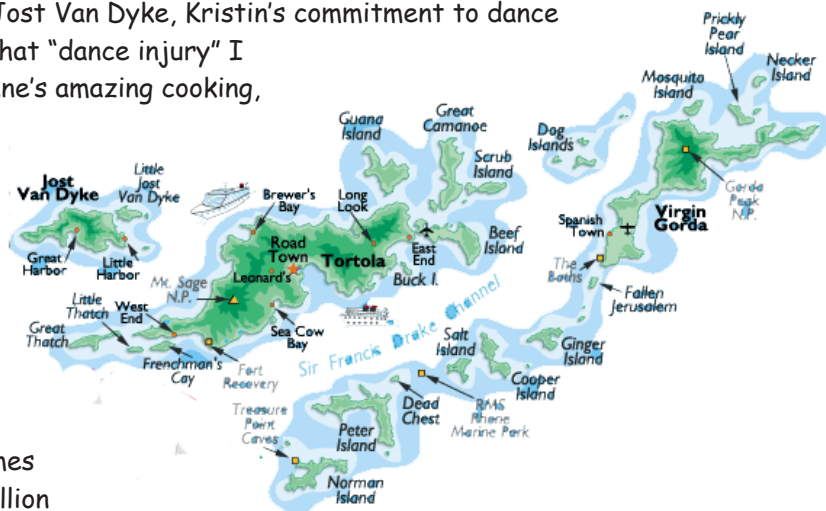 Jost Van Dyke, Kristin's commitment to dance
hat "dance injury" I
ne's amazing cooking,
Prickly
Pear
Island
Necker
Island
Mosquito
Island
Guana
Island
Great
Camanoe
Dog
Islands
Scrub
Island
Jost
Van Dyke
Little
Jost
Van Dyke
Brewer's
Bay
Long
Look
Gorda
Peak
N.P.
Virgin
Gorda
Spanish
Town
Beef
Island
East
End
Road
Town
Tortola
Leonard's
Buck I.
Great
Harbor
Little
Harbor
Mt. Sage
N.P.
The
Baths
Fallen
Jerusalem
Little
Thatch
West
End
Great
Thatch
Sea Cow
Bay
Sir Francis Drake Channel
Salt
Island
Ginger
Island
Frenchman's
Cay
Fort
Recovery
Cooper
Island
Dead
Chest
RMS
Rhone
Marine Park
Treasure
Point
Caves
Peter
Island
Norman
Island
nes
llion